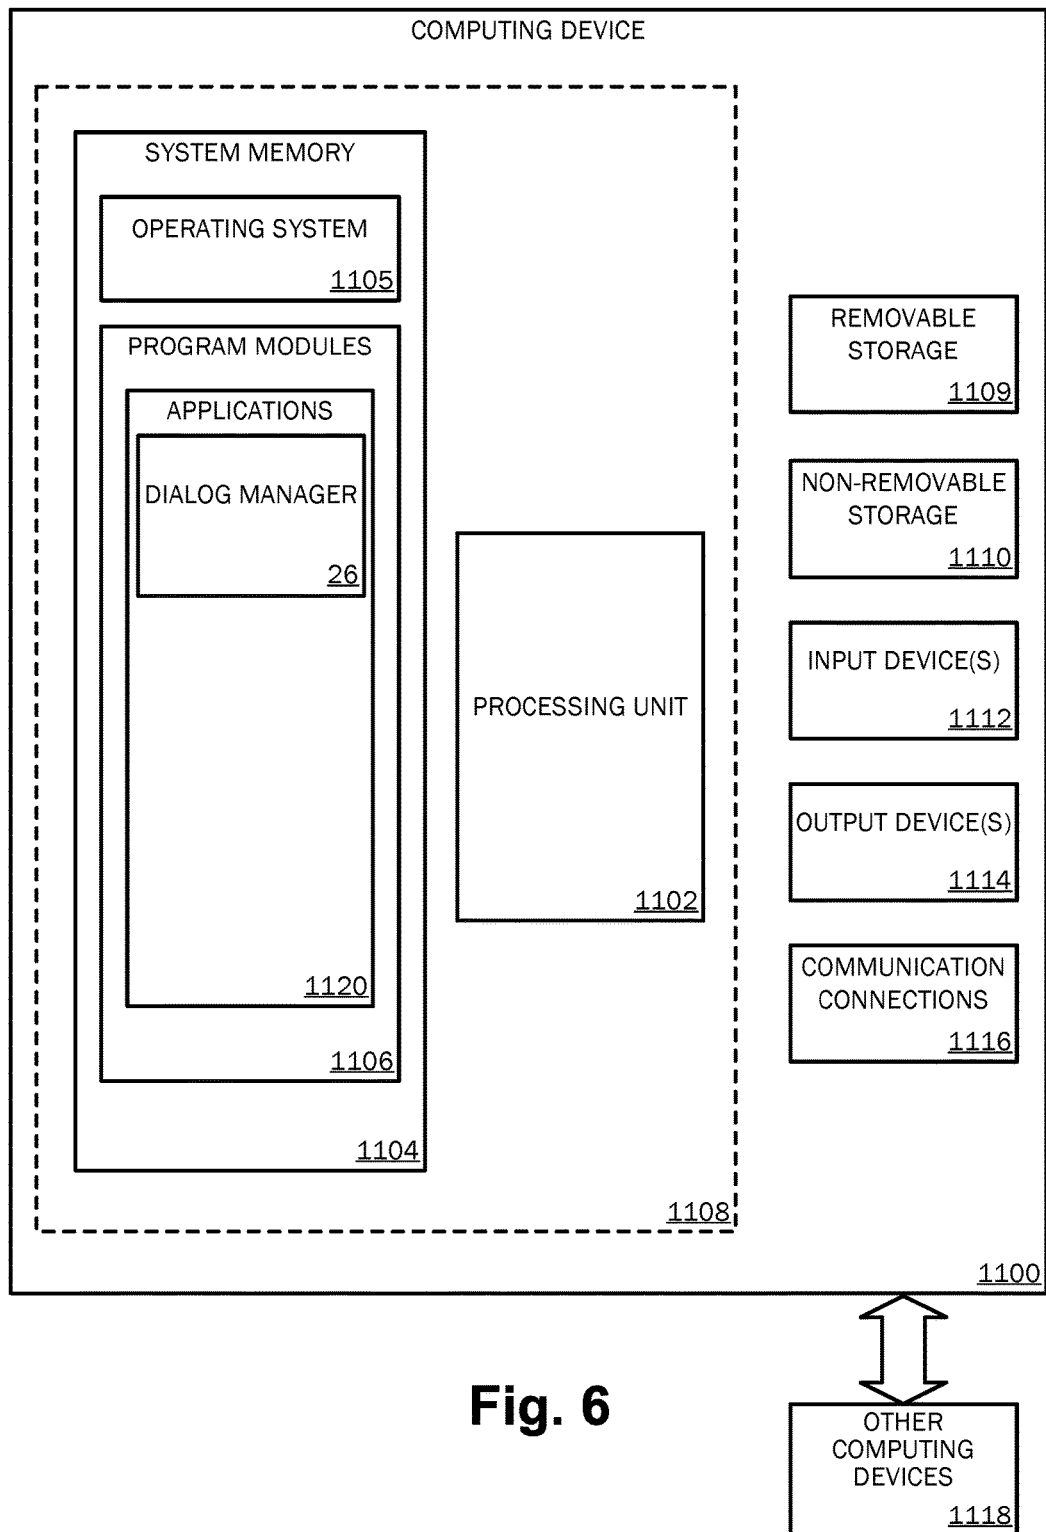 COMPUTING DEVICE
SYSTEM MEMORY
OPERATING SYSTEM
1105
PROGRAM MODULES
APPLICATIONS
DIALOG MANAGER
26
1120
1106
1104
PROCESSING UNIT
1102
1108
REMOVABLE
STORAGE
1109
NON-REMOVABLE
STORAGE
1110
INPUT DEVICE(S)
1112
OUTPUT DEVICE(S)
1114
COMMUNICATION
CONNECTIONS
1116
1100
Fig. 6
OTHER
COMPUTING
DEVICES
1118